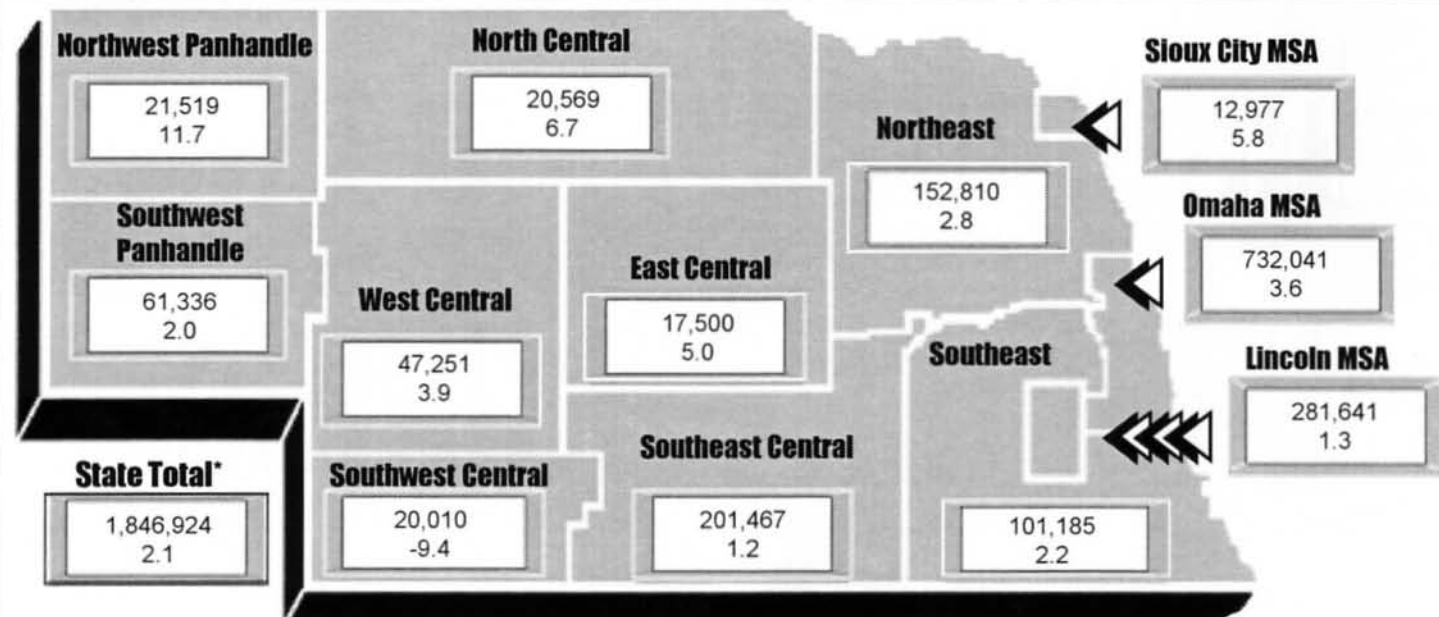 Northwest Panhandle
21,519
11.7
North Central
20,569
6.7
Sioux City MSA
12,977
5.8
Northeast
152,810
2.8
Southwest
Panhandle
61,336
2.0
West Central
47,251
3.9
East Central
17,500
5.0
Omaha MSA
732,041
3.6
Southeast
101,185
2.2
Lincoln MSA
281,641
1.3
State Total*
1,846,924
2.1
Southwest Central
20,010
-9.4
Southeast Central
201,467
1.2